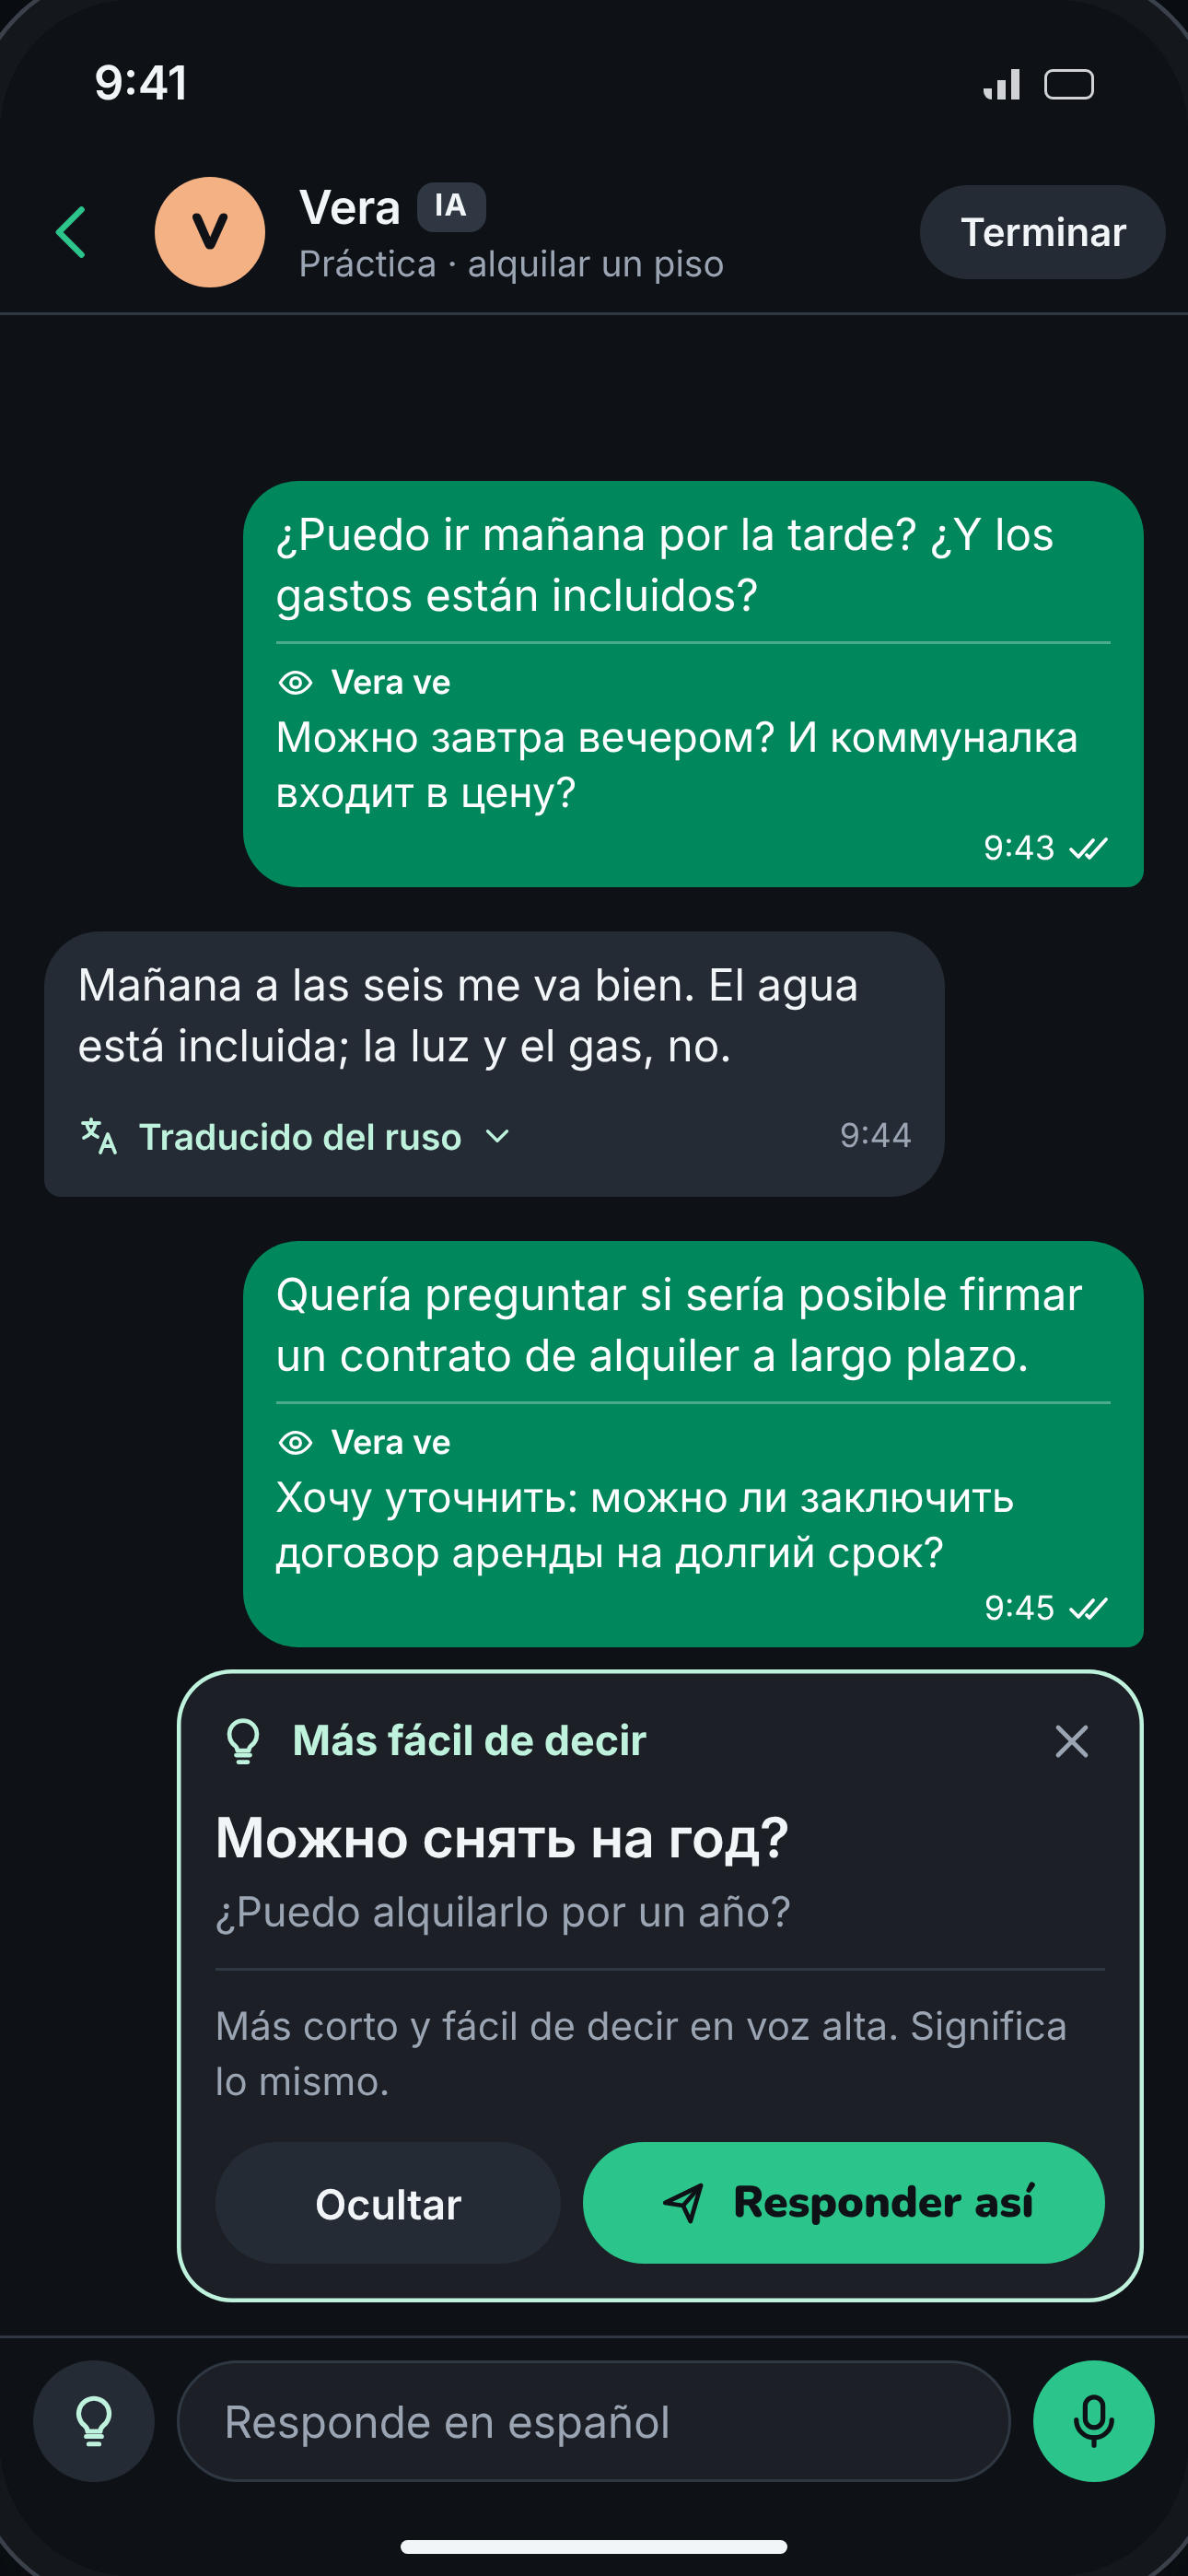 9:41
V
Vera IA
Práctica · alquilar un piso
Terminar
¿Puedo ir mañana por la tarde? ¿Y los
gastos están incluidos?
Vera ve
Можно завтра вечером? И коммуналка
входит в цену?
9:43
Mañana a las seis me va bien. El agua
está incluida; la luz y el gas, no.
Traducido del ruso
9:44
Quería preguntar si sería posible firmar
un contrato de alquiler a largo plazo.
Vera ve
Хочу уточнить: можно ли заключить
договор аренды на долгий срок?
9:45
Más fácil de decir
Можно снять на год?
¿Puedo alquilarlo por un año?
Más corto y fácil de decir en voz alta. Significa
lo mismo.
Ocultar
Responder así
Responde en español